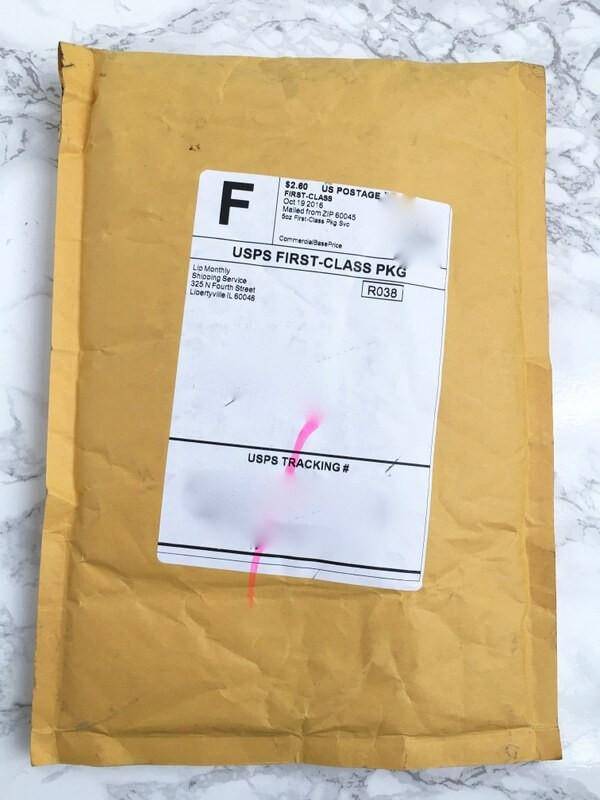 F
$2.60 US POSTAGE
FIRST-CLASS
Oct 19 2016
Mailed from ZIP 60045
5oz First-Class Pkg Svc
CommercialBasePrice
USPS FIRST-CLASS PKG
Lip Monthly
Shipping Service
325 N Fourth Street
Libertyville IL 60048
R038
USPS TRACKING #